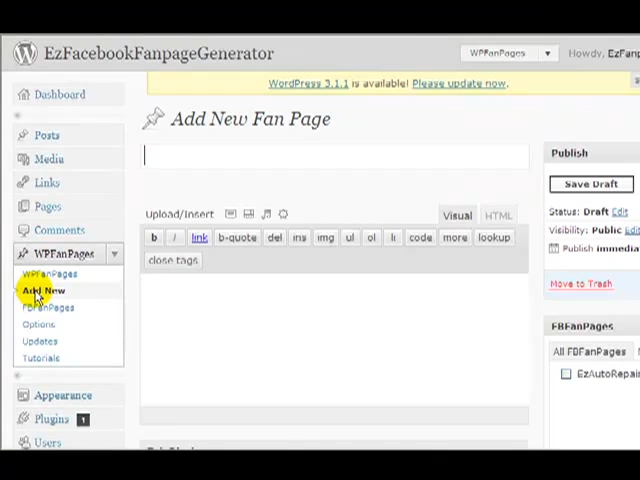 EzFacebookFanpageGenerator
WPFanPages
Howdy, EzFanp
WordPress 3.1.1 is available! Please update now.
Dashboard
Add New Fan Page
Posts
Media
Links
Pages
Comments
WPFanPages
WPFanPages
Add New
FBFanPages
Options
Updates
Tutorials
Appearance
Plugins 1
Users
Upload/Insert
Visual
HTML
b
i
link
b-quote
del
ins
img
ul
ol
li
code
more
lookup
close tags
Publish
Save Draft
Status: Draft Edit
Visibility: Public Edit
Publish immedia
Move to Trash
FBFanPages
All FBFanPages
EzAutoRepair